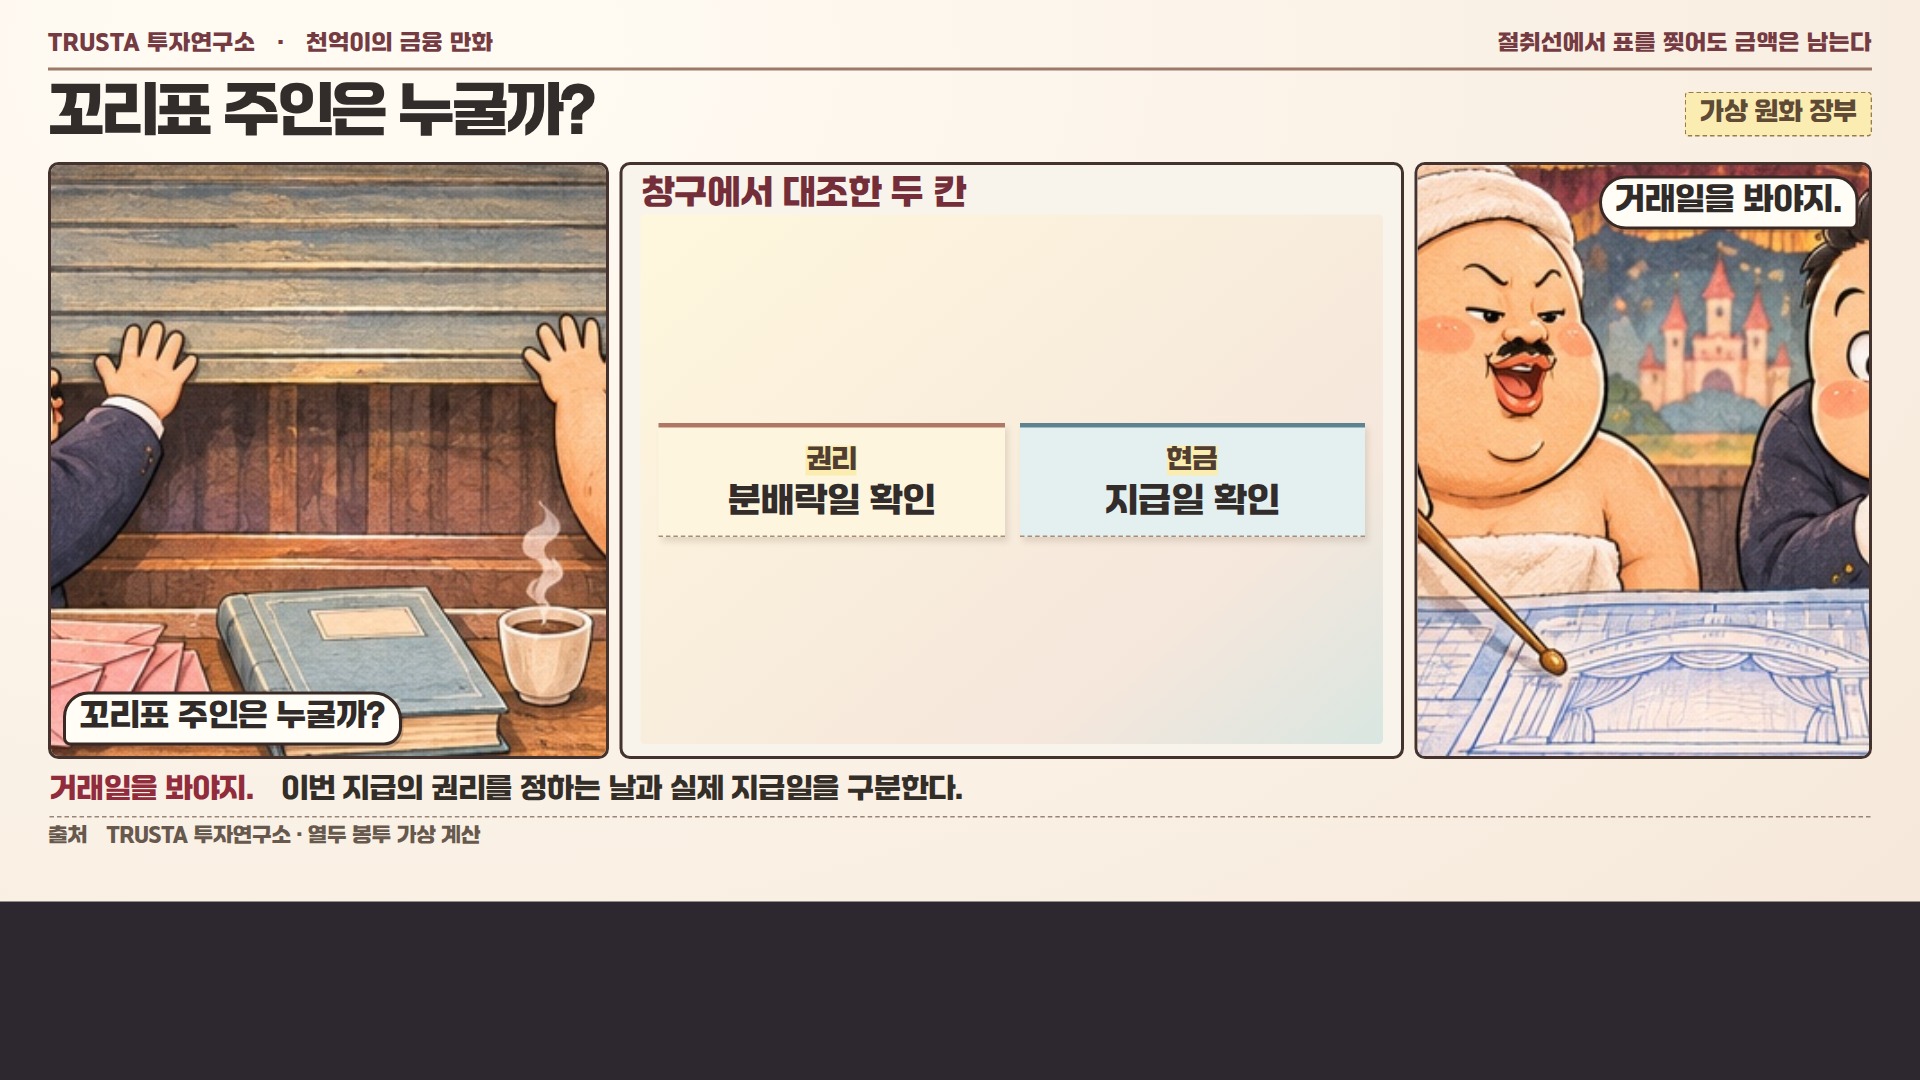 TRUSTA 투자연구소 · 천억이의 금융 만화
절취선에서 표를 찢어도 금액은 남는다
꼬리표 주인은 누굴까?
가상 원화 장부
꼬리표 주인은 누굴까?
창구에서 대조한 두 칸
권리
분배락일 확인
현금
지급일 확인
거래일을 봐야지.
거래일을 봐야지. 이번 지급의 권리를 정하는 날과 실제 지급일을 구분한다.
출처 TRUSTA 투자연구소 · 열두 봉투 가상 계산